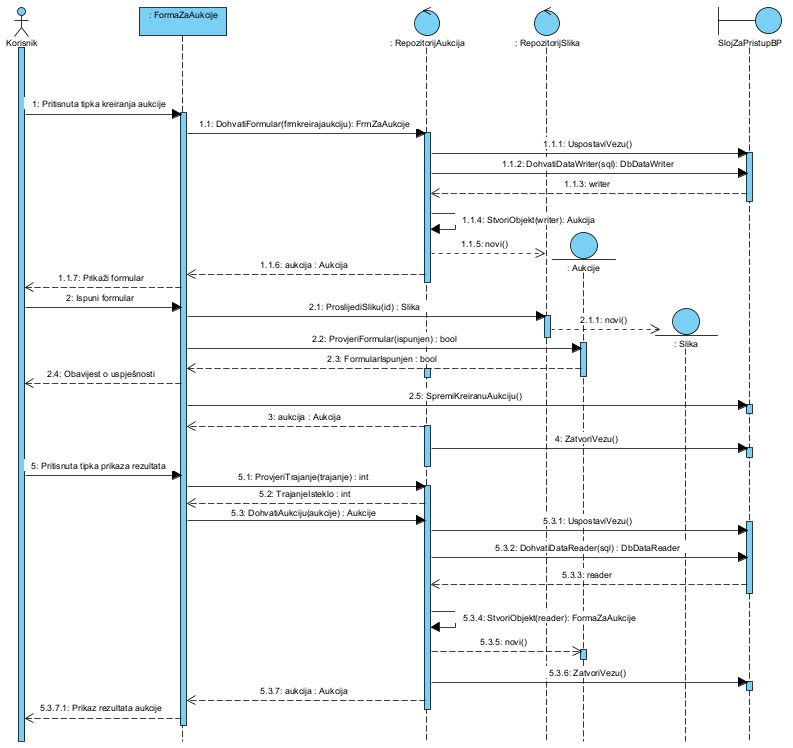 : FormaZaAukcije
Korisnik
: RepozitorijAukcija
: RepozitorijSlika
SlojZaPristupBP
1: Pritisnuta tipka kreiranja aukcije
1.1: DohvatiFormular(frmkreirajaukciju): FrmZaAukcije
1.1.1: UspostaviVezu()
1.1.2: DohvatiDataWriter(sql): DbDataWriter
1.1.3: writer
1.1.4: StvoriObjekt(writer): Aukcija
1.1.5: novi()
: Aukcije
1.1.6: aukcija : Aukcija
1.1.7: Prikaži formular
2: Ispuni formular
2.1: ProslijediSliku(id) : Slika
2.1.1: novi()
: Slika
2.2: ProvjeriFormular(ispunjen) : bool
2.3: FormularIspunjen : bool
2.4: Obavijest o uspješnosti
2.5: SpremiKreiranuAukciju()
3: aukcija : Aukcija
4: ZatvoriVezu()
5: Pritisnuta tipka prikaza rezultata
5.1: ProvjeriTrajanje(trajanje) : int
5.2: TrajanjeIsteklo : int
5.3: DohvatiAukciju(aukcije) : Aukcije
5.3.1: UspostaviVezu()
5.3.2: DohvatiDataReader(sql) : DbDataReader
5.3.3: reader
5.3.4: StvoriObjekt(reader): FormaZaAukcije
5.3.5: novi()
5.3.6: ZatvoriVezu()
5.3.7: aukcija : Aukcija
5.3.7.1: Prikaz rezultata aukcije